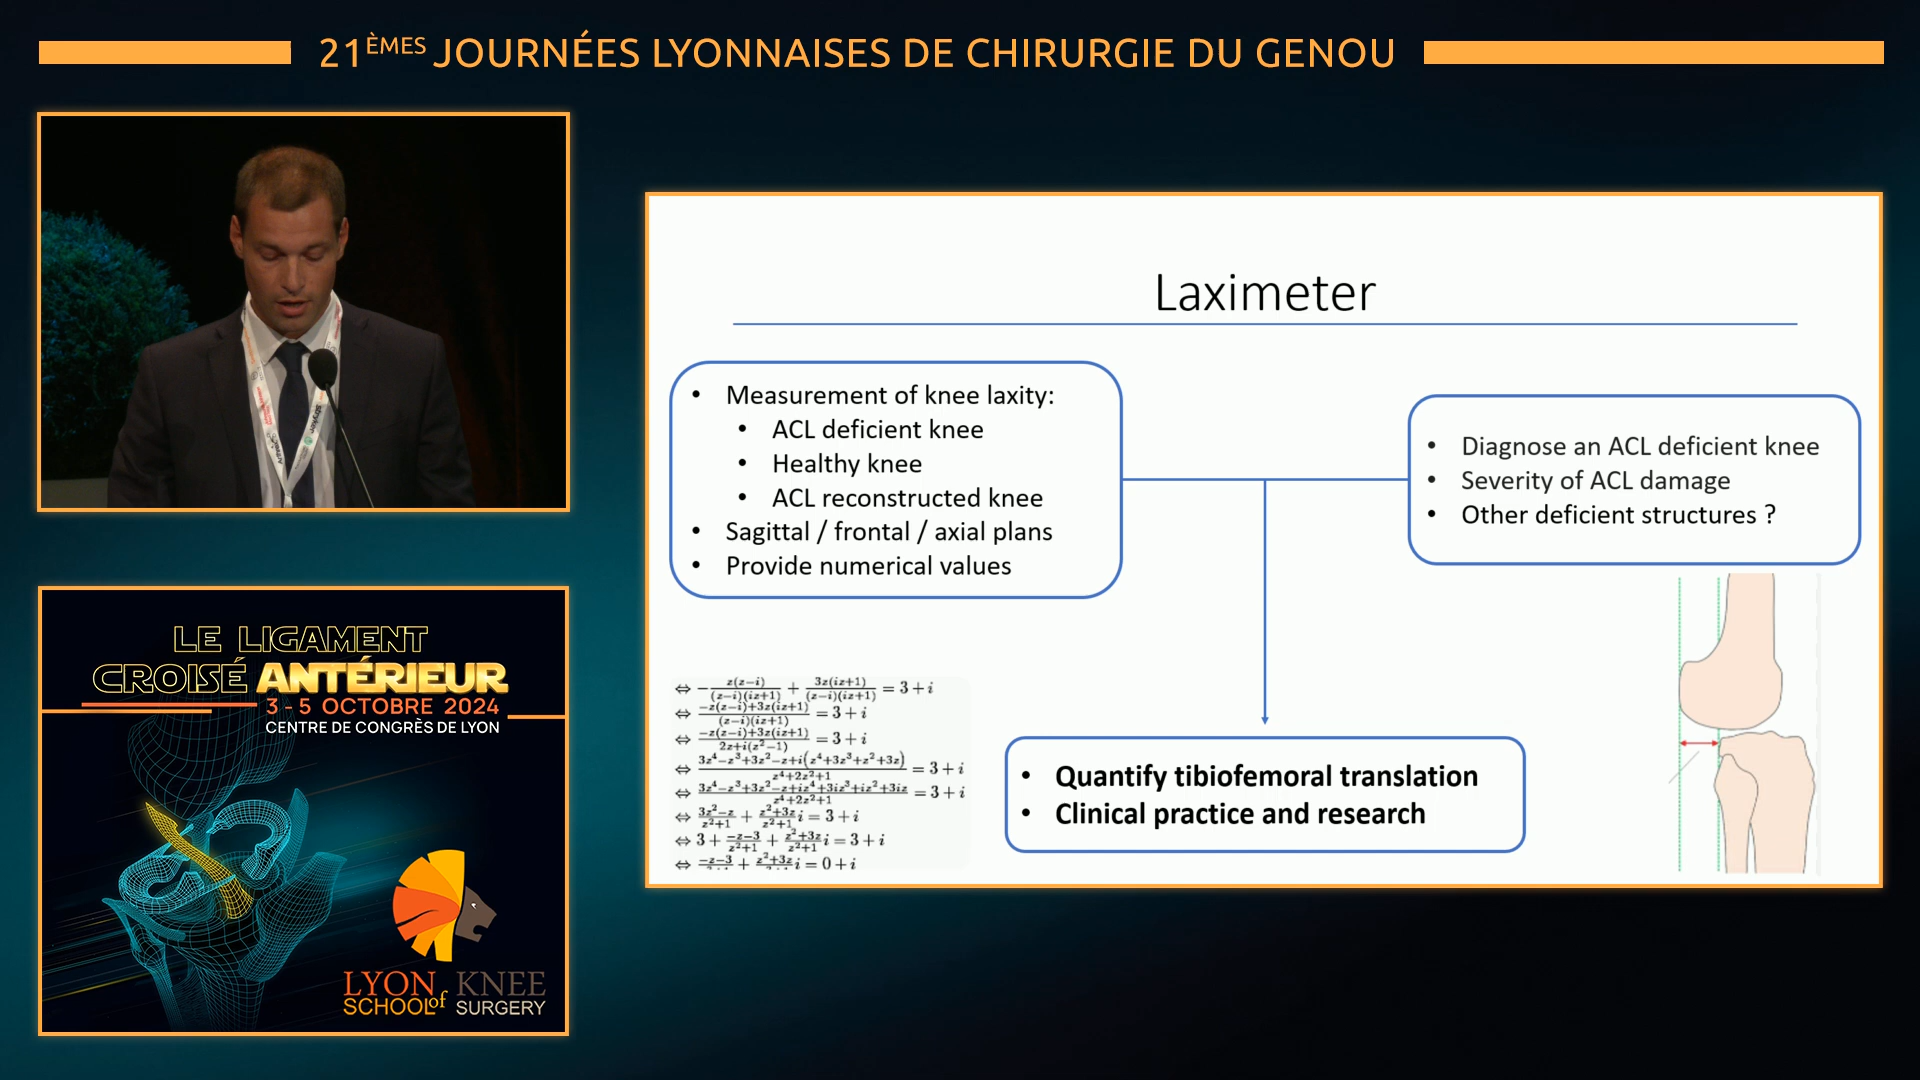 21ÈMES JOURNÉES LYONNAISES DE CHIRURGIE DU GENOU
Laximeter
• Measurement of knee laxity:
• ACL deficient knee
• Healthy knee
• ACL reconstructed knee
• Sagittal / frontal / axial plans
• Provide numerical values
• Diagnose an ACL deficient knee
• Severity of ACL damage
• Other deficient structures ?
• Quantify tibiofemoral translation
• Clinical practice and research
LE LIGAMENT
CROISÉ ANTÉRIEUR
3 - 5 OCTOBRE 2024
CENTRE DE CONGRÈS DE LYON
LYON KNEE
SCHOOL of SURGERY